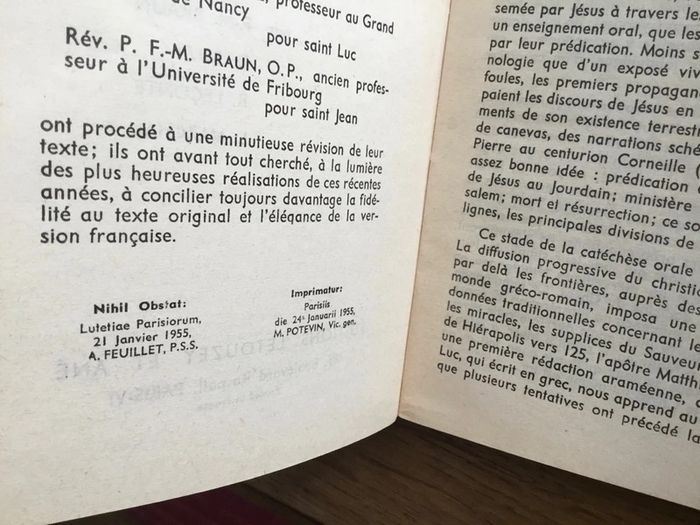 professeur au Grand
de Nancy
pour saint Luc
Rév. P. F.-M. BRAUN, O.P., ancien profes-
seur à l'Université de Fribourg
pour saint Jean
ont procédé à une minutieuse révision de leur
texte; ils ont avant tout cherché, à la lumière
des plus heureuses réalisations de ces récentes
années, à concilier toujours davantage la fidé-
lité au texte original et l'élégance de la ver-
sion française.
Nihil Obstat:
Lutetiae Parisiorum,
21 Janvier 1955,
A. FEUILLET, P.S.S.
Imprimatur:
Parisiis
die 24ª Januarii 1955,
M. POTEVIN, Vic. gen.
semée par Jésus à travers le
un enseignement oral, que les
par leur prédication. Moins s
nologie que d'un exposé viv
foules, les premiers propagan
paient les discours de Jésus en
ments de son existence terrestr
de canevas, des narrations sché
Pierre au centurion Corneille (
assez bonne idée : prédication
de Jésus au Jourdain; ministère
salem; mort et résurrection; ce so
lignes, les principales divisions de
Ce stade de la catéchèse orale
La diffusion progressive du christi
par delà les frontières, auprès des
monde gréco-romain, imposa une
données traditionnelles concernant le
les miracles, les supplices du Sauveur
de Hiérapolis vers 125, l'apôtre Matth
une première rédaction araméenne,
Luc, qui écrit en grec, nous apprend au
que plusieurs tentatives ont précédé la